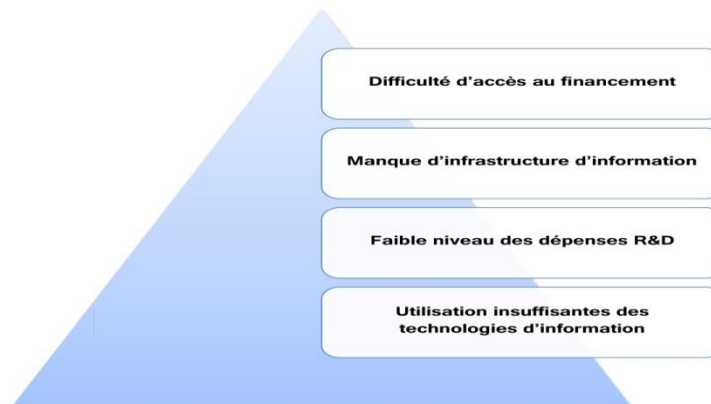 Difficulté d'accès au financement
Manque d'infrastructure d'information
Faible niveau des dépenses R&D
Utilisation insuffisantes des
technologies d'information